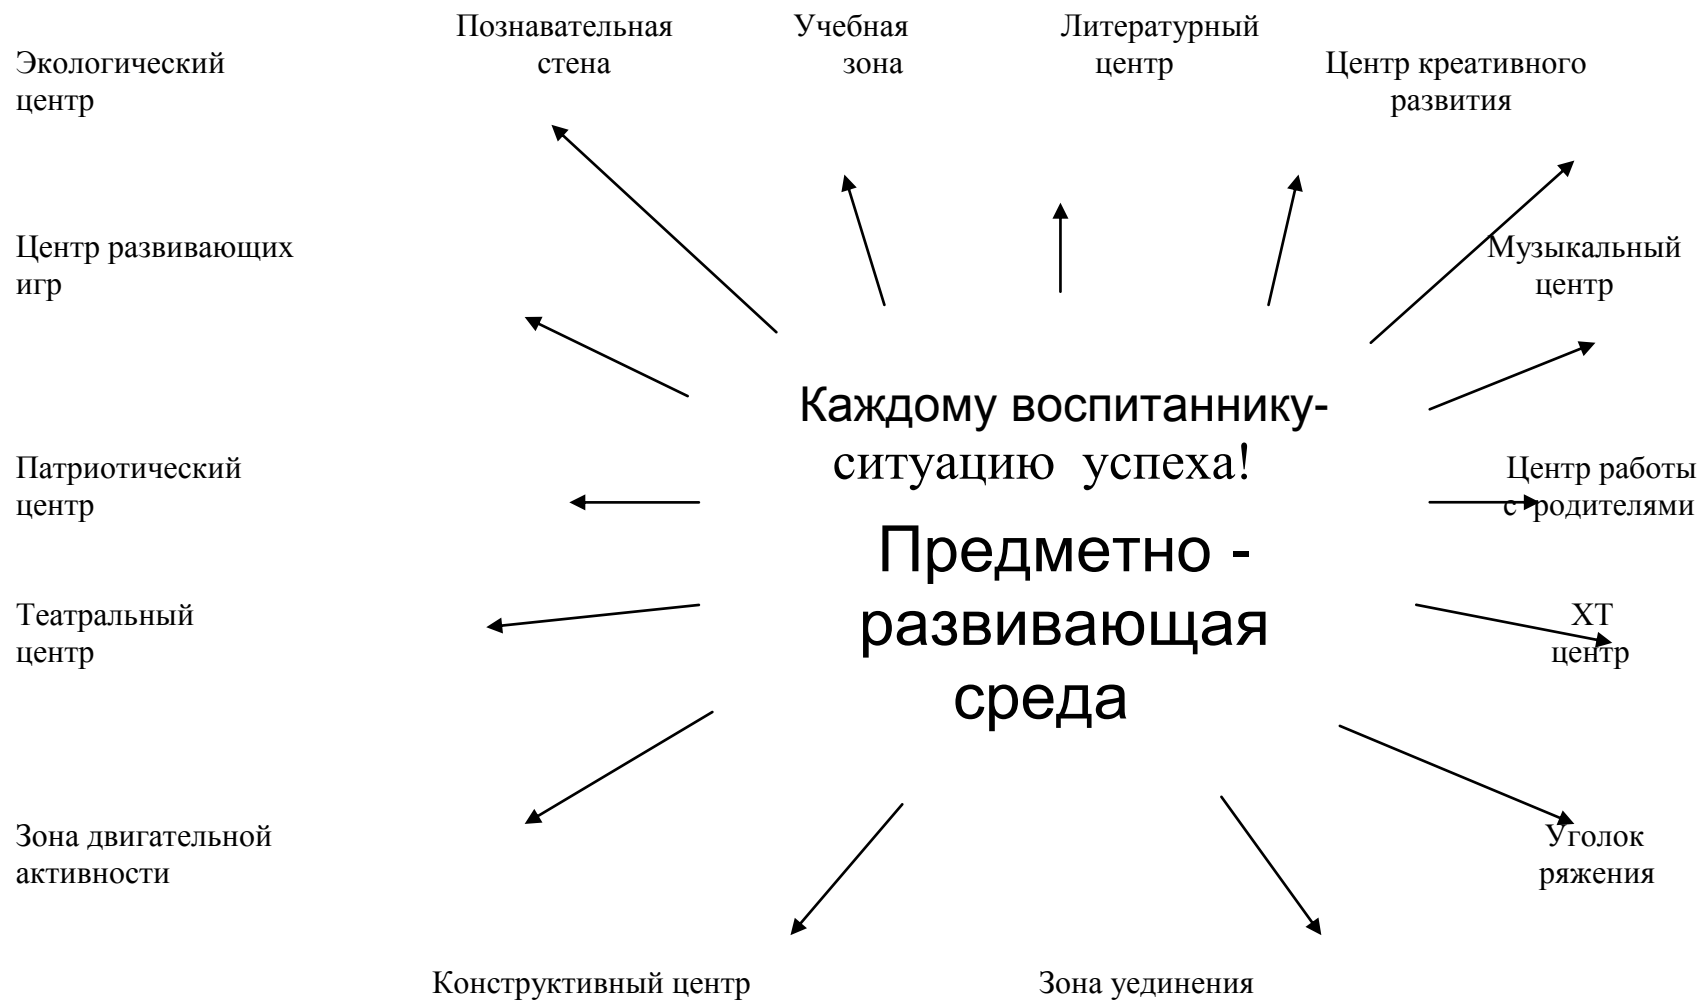 Познавательная Учебная Литературный
Экологический стена зона центр Центр креативного
центр развития
Центр развивающих Музыкальный
игр центр
Каждому воспитаннику-
ситуацию успеха!
Патриотический Центр работы
центр с родителями
Предметно -
развивающая
Театральный ХТ
центр центр
среда
Зона двигательной Уголок
активности ряжения
Конструктивный центр Зона уединения